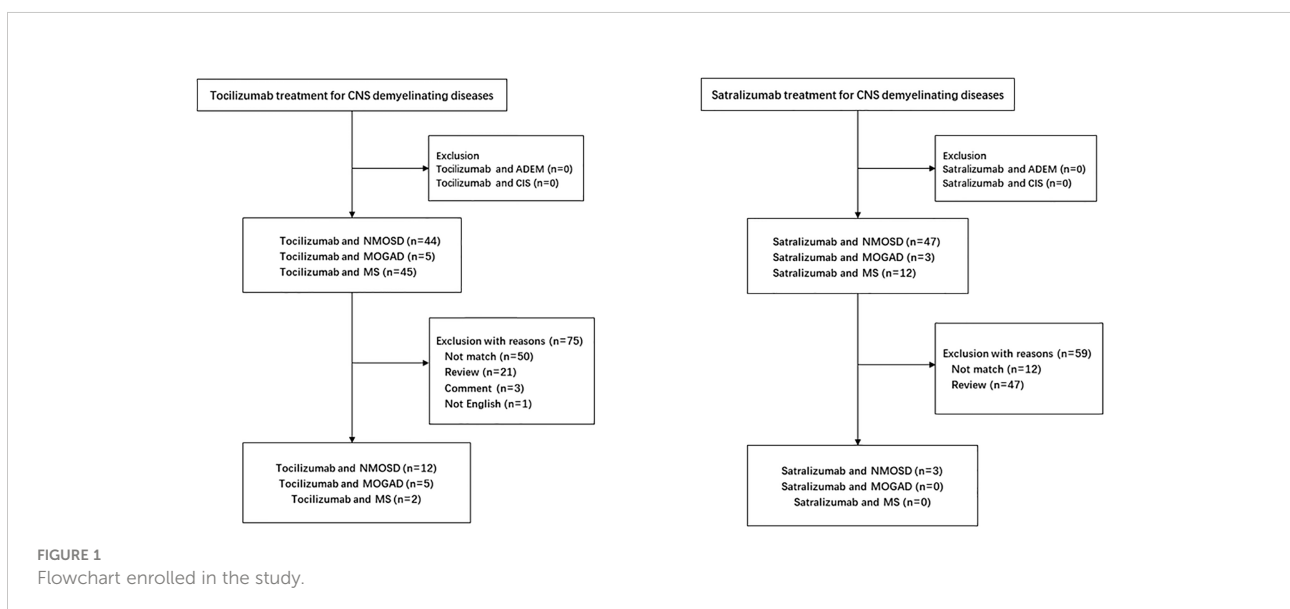 Tocilizumab treatment for CNS demyelinating diseases
Exclusion
Tocilizumab and ADEM (n=0)
Tocilizumab and CIS (n=0)
Tocilizumab and NMOSD (n=44)
Tocilizumab and MOGAD (n=5)
Tocilizumab and MS (n=45)
Exclusion with reasons (n=75)
Not match (n=50)
Review (n=21)
Comment (n=3)
Not English (n=1)
Tocilizumab and NMOSD (n=12)
Tocilizumab and MOGAD (n=5)
Tocilizumab and MS (n=2)
Satralizumab treatment for CNS demyelinating diseases
Exclusion
Satralizumab and ADEM (n=0)
Satralizumab and CIS (n=0)
Satralizumab and NMOSD (n=47)
Satralizumab and MOGAD (n=3)
Satralizumab and MS (n=12)
Exclusion with reasons (n=59)
Not match (n=12)
Review (n=47)
Satralizumab and NMOSD (n=3)
Satralizumab and MOGAD (n=0)
Satralizumab and MS (n=0)
FIGURE 1
Flowchart enrolled in the study.